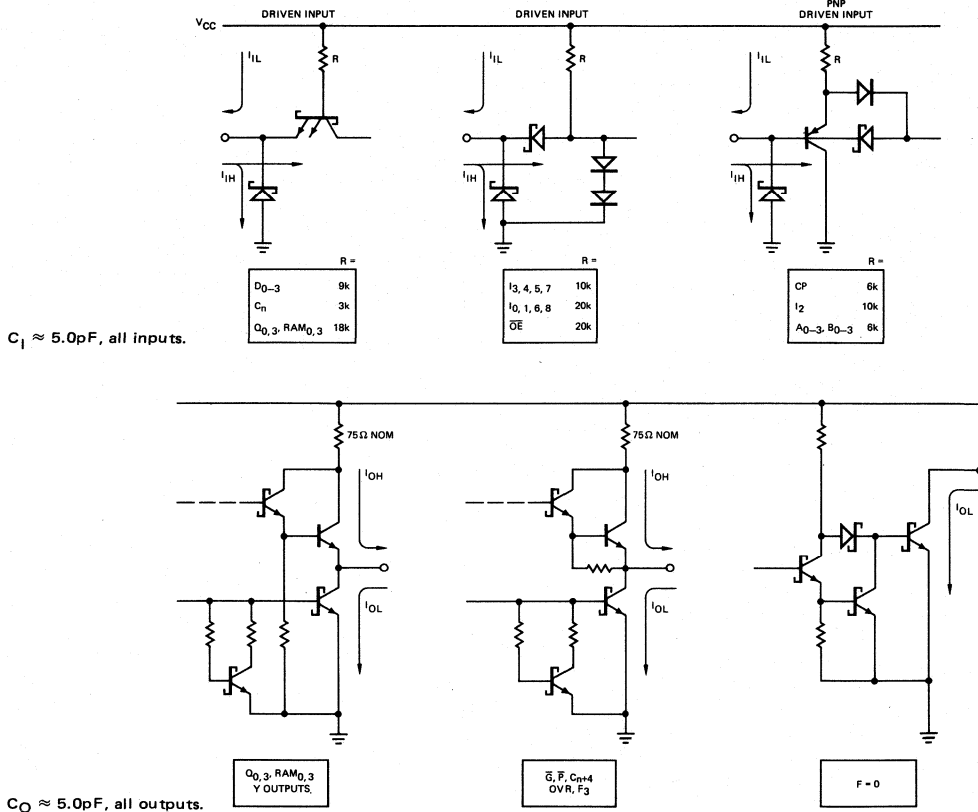 DRIVEN INPUT
DRIVEN INPUT
PNP
DRIVEN INPUT
VCC
IIL
R
IIL
R
IIL
R
IIH
IIH
IIH
R =
D0–3 9k
Cn 3k
Q0, 3, RAM0, 3 18k
R =
I3, 4, 5, 7 10k
I0, 1, 6, 8 20k
O̅E̅ 20k
R =
CP 6k
I2 10k
A0–3, B0–3 6k
CI ≈ 5.0pF, all inputs.
75Ω NOM
75Ω NOM
IOH
IOH
IOL
IOL
IOL
Q0, 3, RAM0, 3
Y OUTPUTS
G̅, P̅, Cn+4
OVR, F3
F = 0
CO ≈ 5.0pF, all outputs.